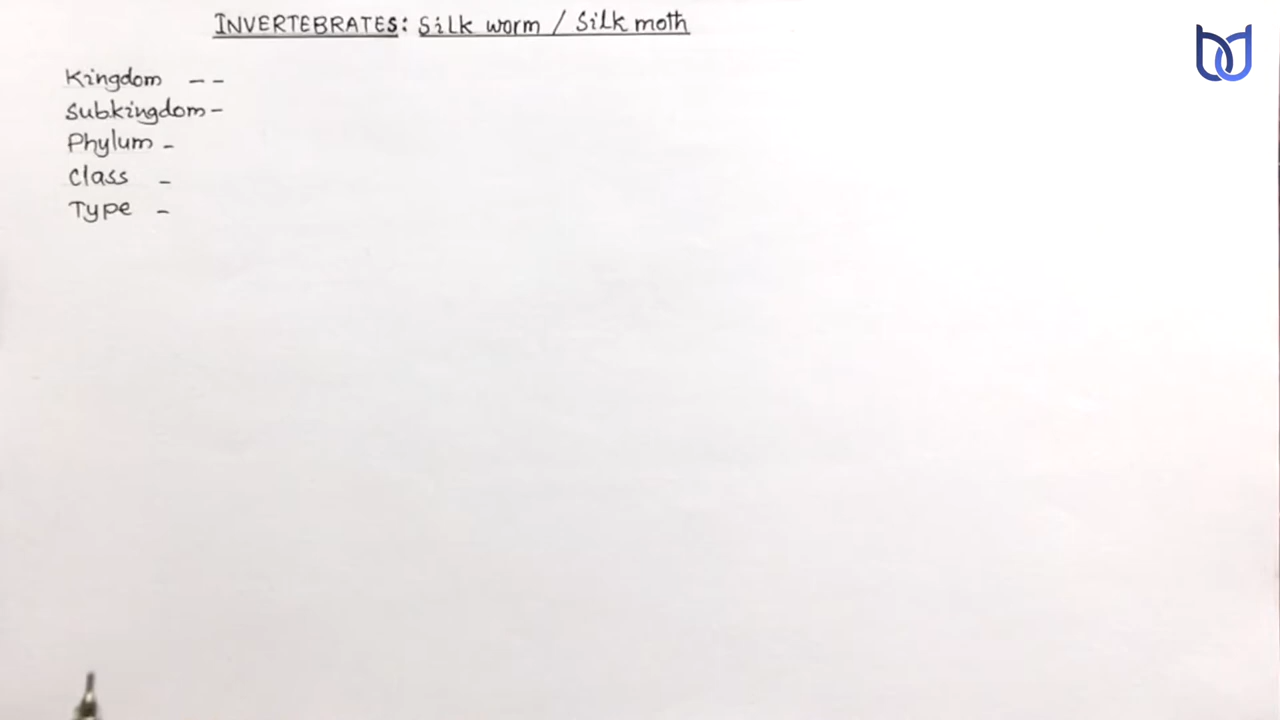 INVERTEBRATES: Silk worm / Silk moth
Kingdom --
Subkingdom -
Phylum -
Class -
Type -